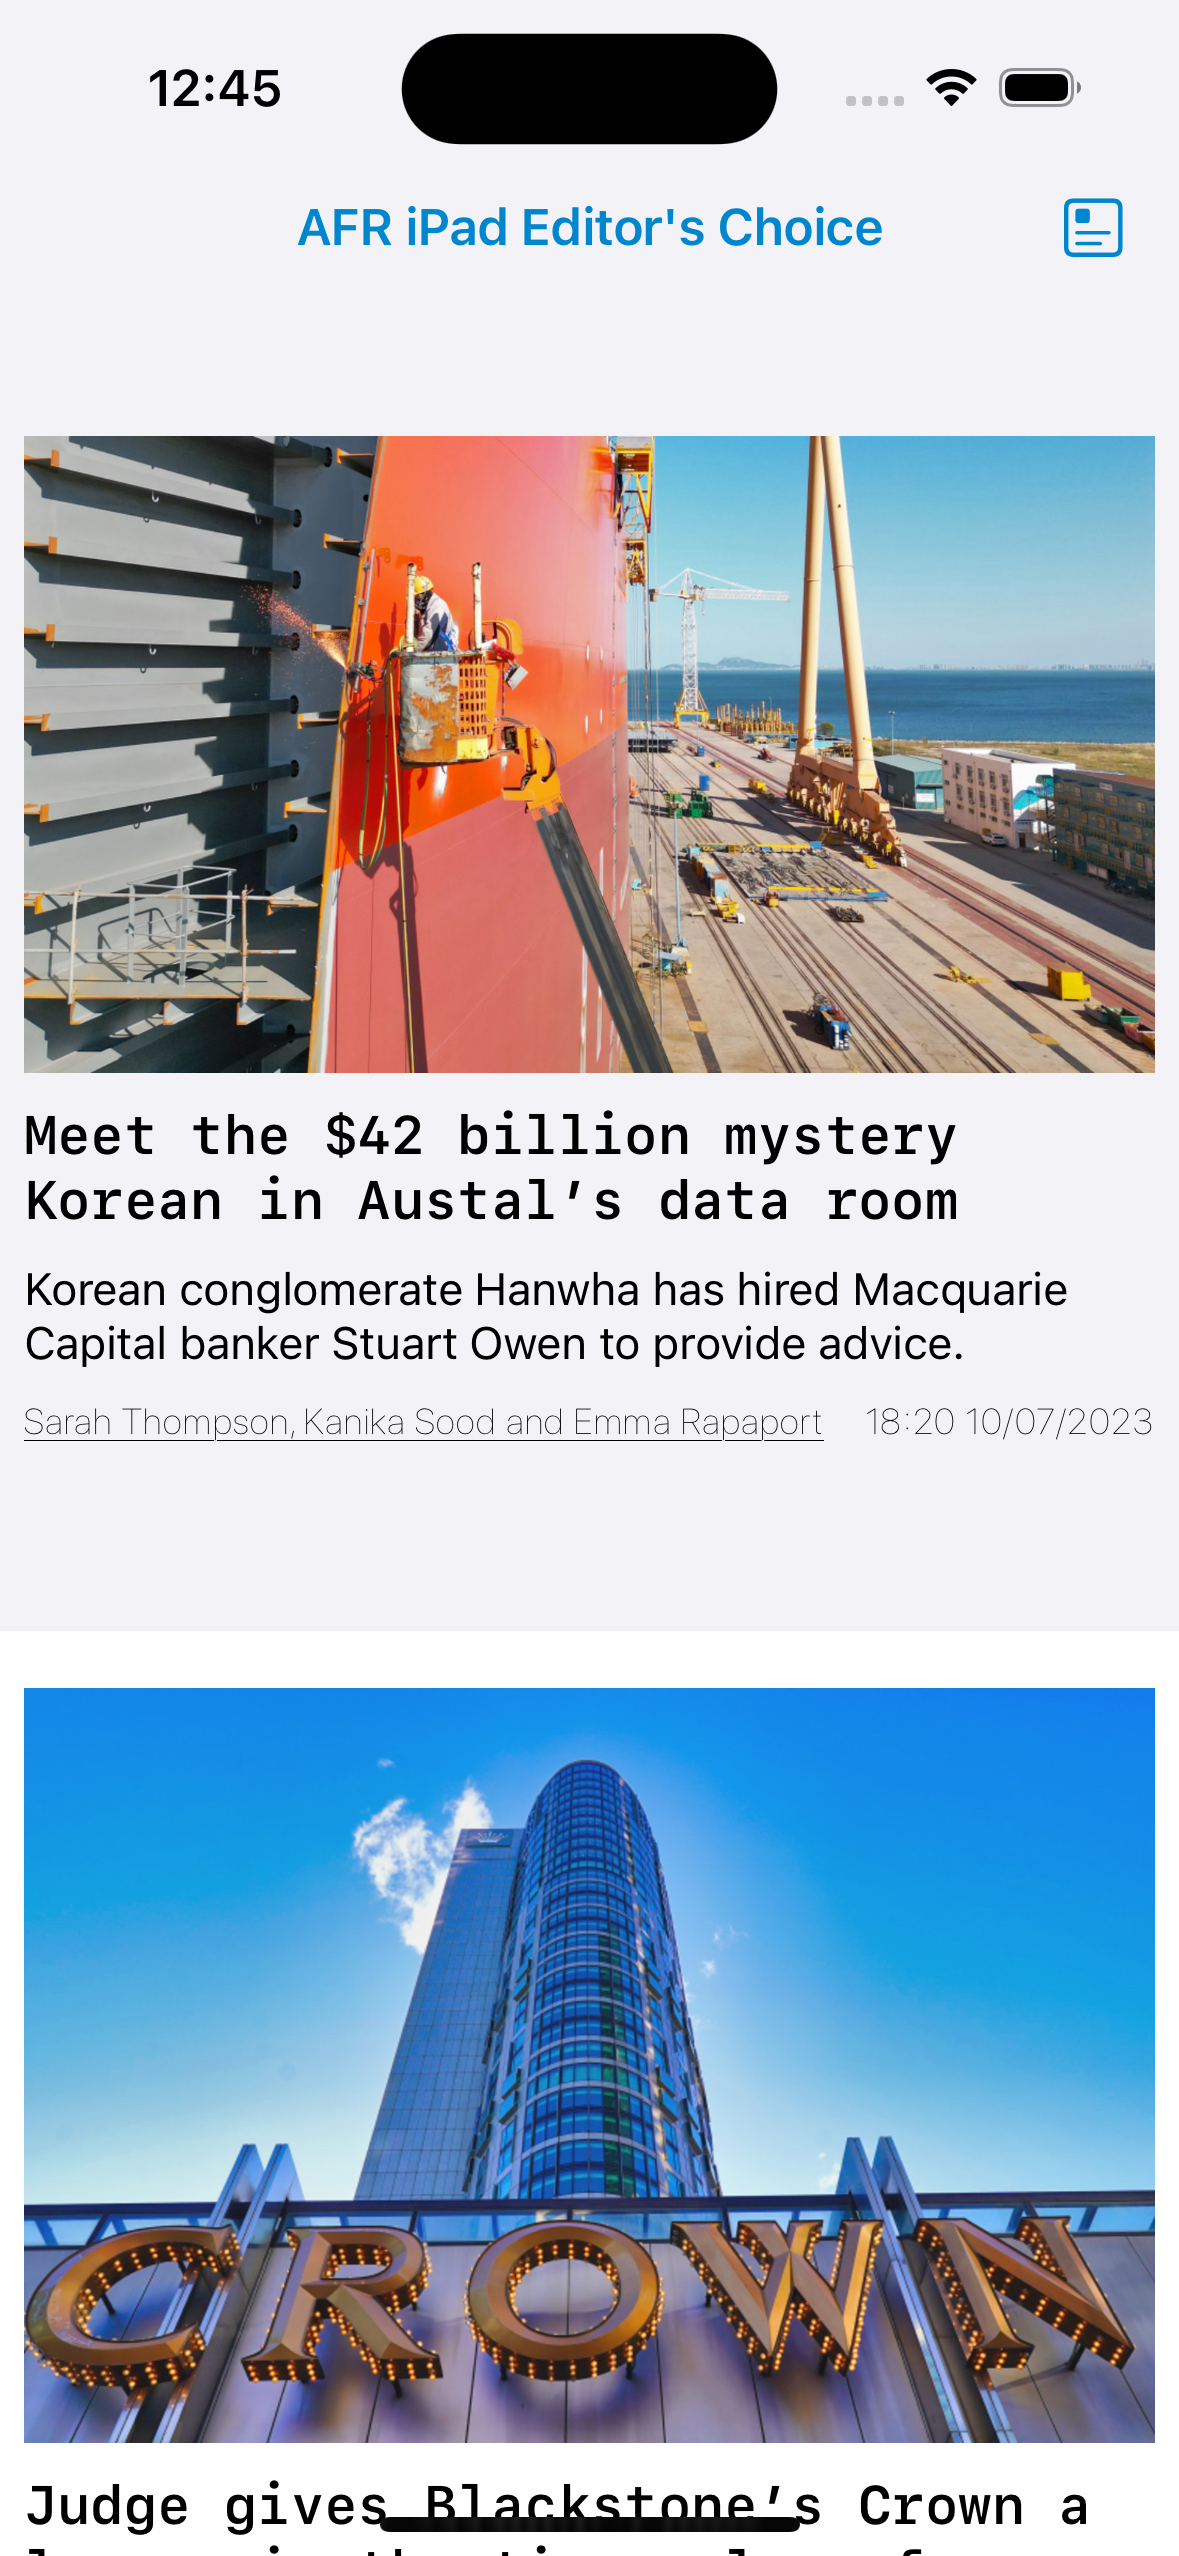 12:45
AFR iPad Editor's Choice
Meet the $42 billion mystery
Korean in Austal’s data room
Korean conglomerate Hanwha has hired Macquarie
Capital banker Stuart Owen to provide advice.
Sarah Thompson, Kanika Sood and Emma Rapaport 18:20 10/07/2023
CROWN
Judge gives Blackstone’s Crown a